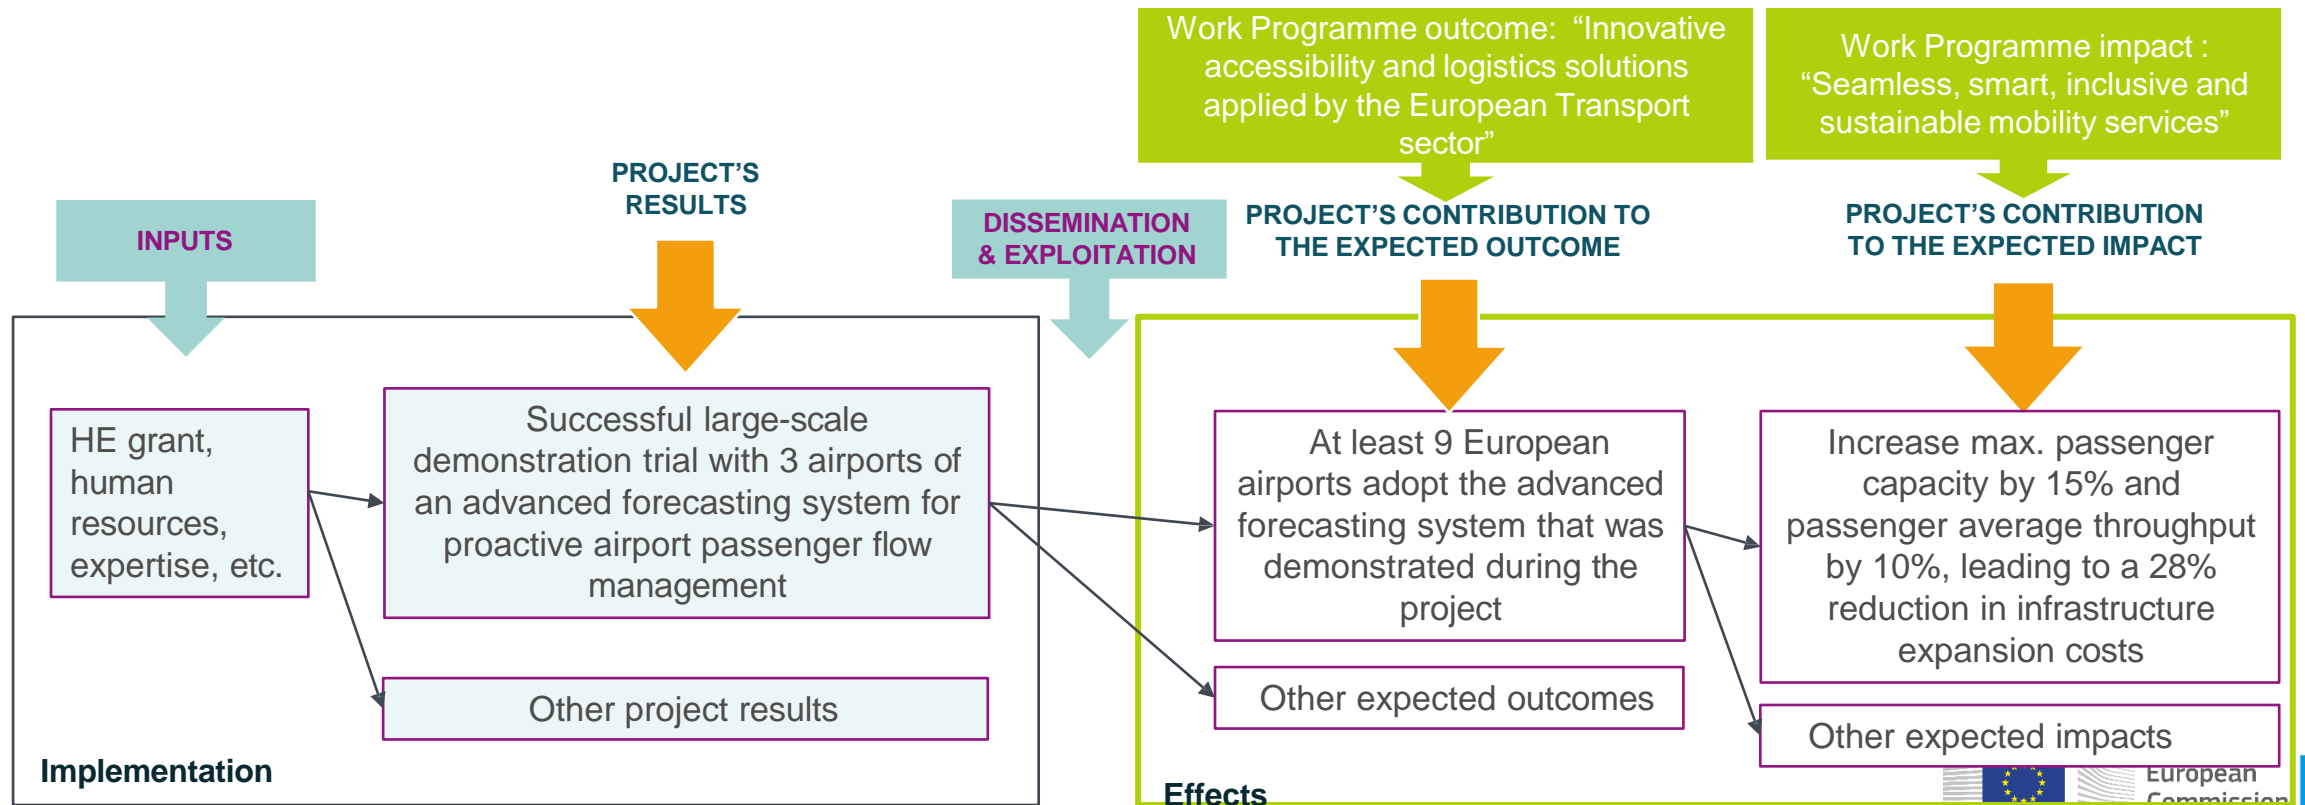 Work Programme outcome: “Innovative
accessibility and logistics solutions
applied by the European Transport
sector”
Work Programme impact :
“Seamless, smart, inclusive and
sustainable mobility services”
INPUTS
PROJECT’S
RESULTS
DISSEMINATION
& EXPLOITATION
PROJECT’S CONTRIBUTION TO
THE EXPECTED OUTCOME
PROJECT’S CONTRIBUTION
TO THE EXPECTED IMPACT
HE grant,
human
resources,
expertise, etc.
Successful large-scale
demonstration trial with 3 airports of
an advanced forecasting system for
proactive airport passenger flow
management
Other project results
Implementation
At least 9 European
airports adopt the advanced
forecasting system that was
demonstrated during the
project
Other expected outcomes
Increase max. passenger
capacity by 15% and
passenger average throughput
by 10%, leading to a 28%
reduction in infrastructure
expansion costs
Other expected impacts
Effects
European
Commission